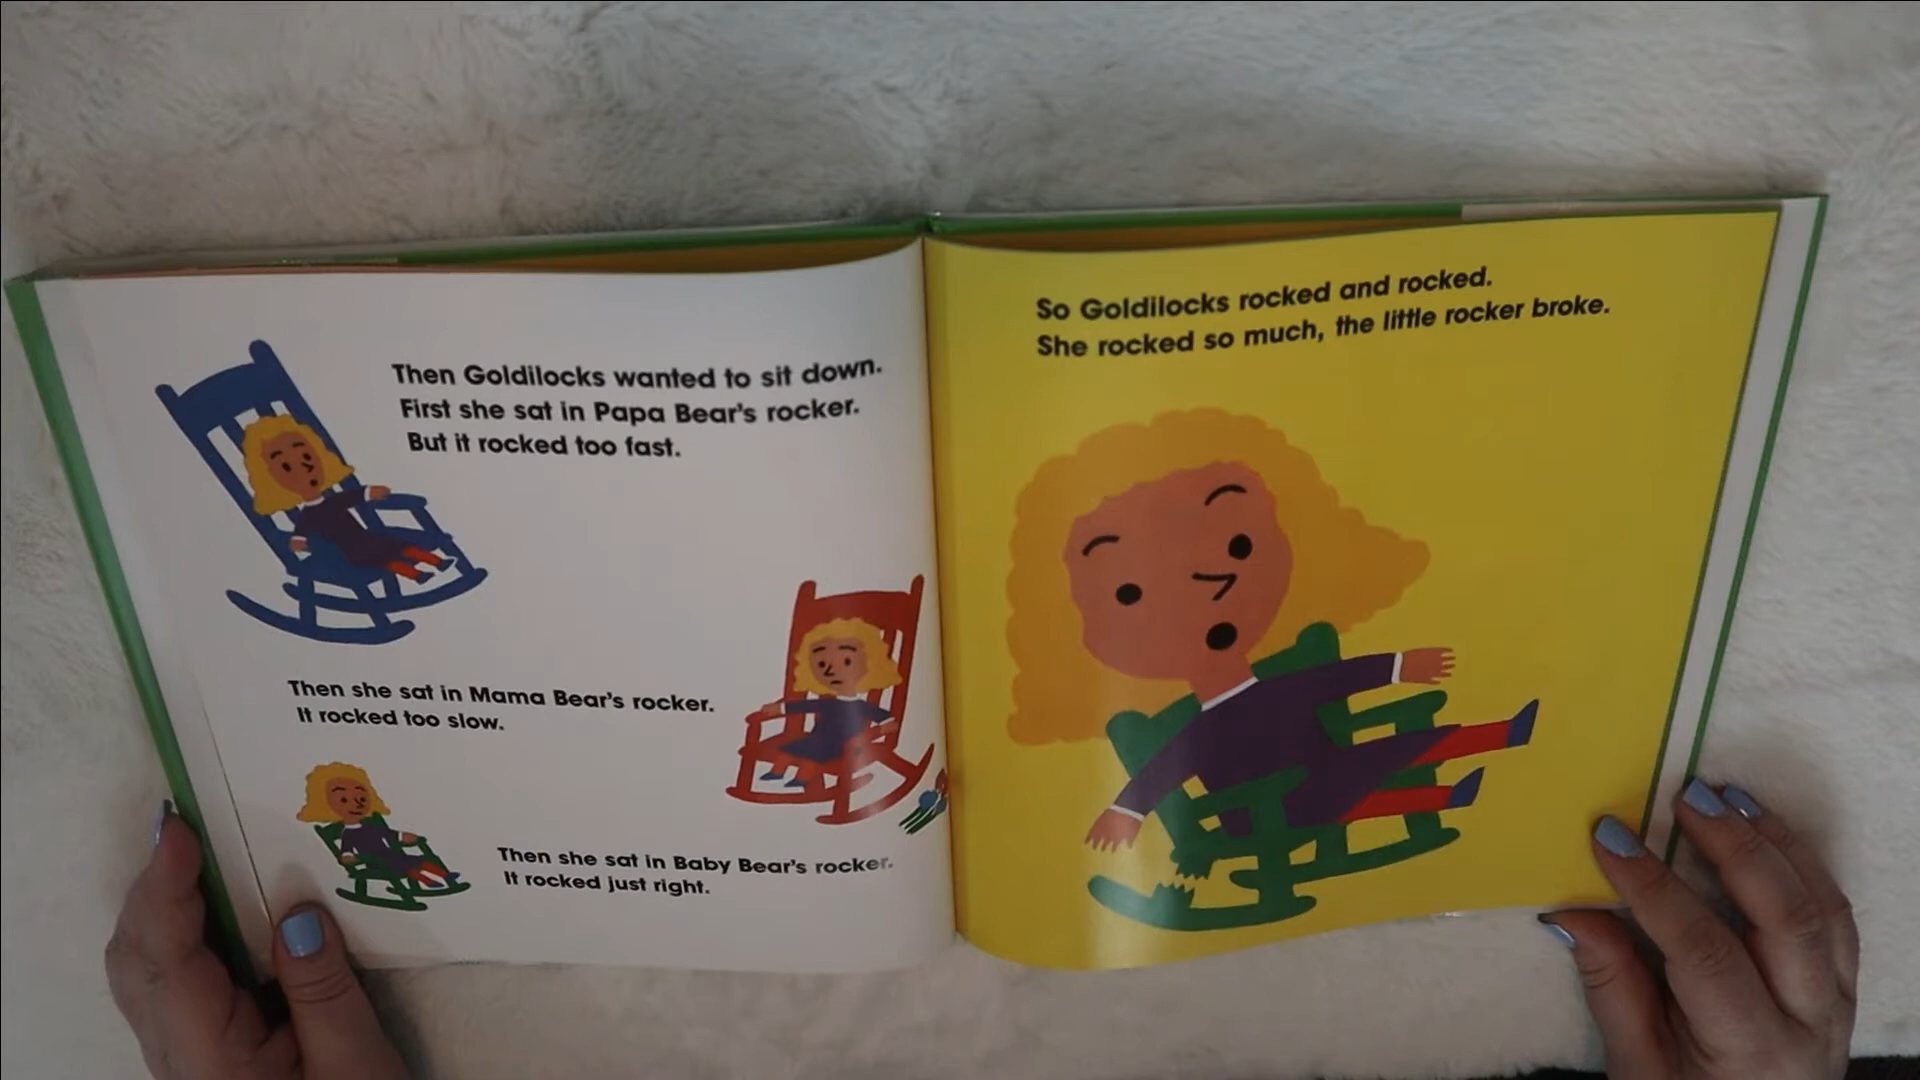 Then Goldilocks wanted to sit down.
First she sat in Papa Bear's rocker.
But it rocked too fast.
Then she sat in Mama Bear's rocker.
It rocked too slow.
Then she sat in Baby Bear's rocker.
It rocked just right.
So Goldilocks rocked and rocked.
She rocked so much, the little rocker broke.